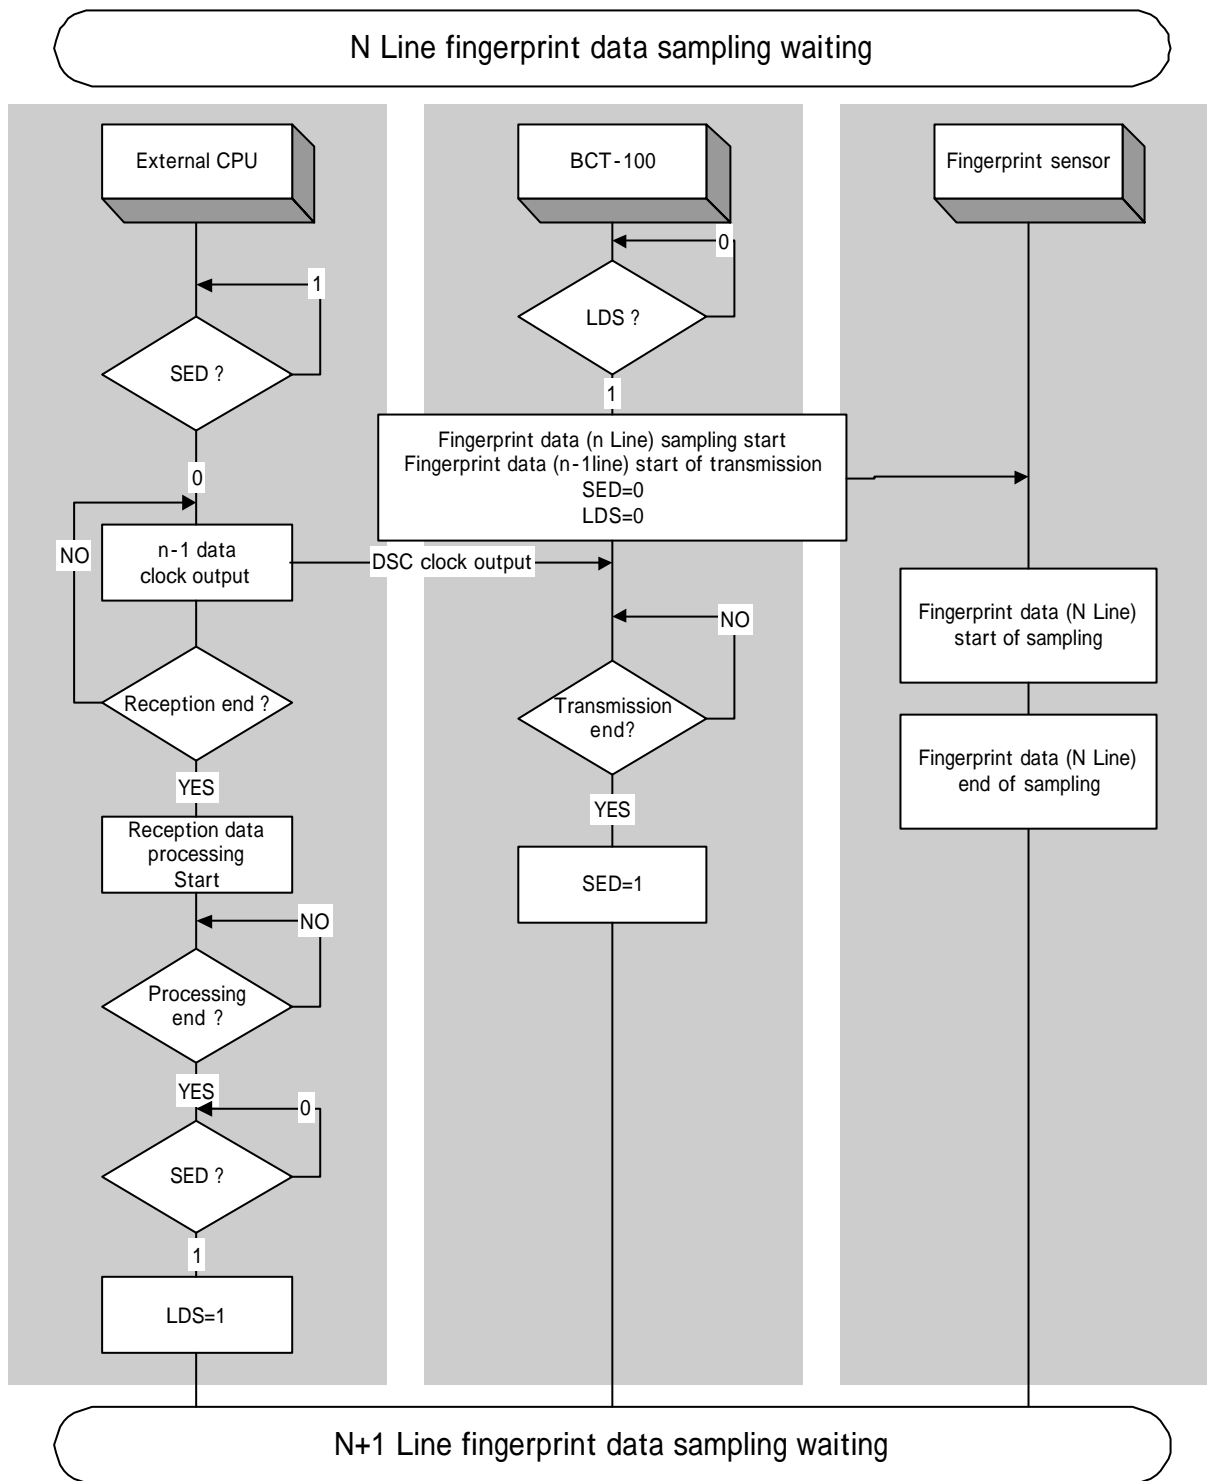 N Line fingerprint data sampling waiting
External CPU
1
SED ?
0
NO
n-1 data
clock output
Reception end ?
YES
Reception data
processing
Start
NO
Processing
end ?
YES
0
SED ?
1
LDS=1
BCT-100
0
LDS ?
1
Fingerprint data (n Line) sampling start
Fingerprint data (n-1line) start of transmission
SED=0
LDS=0
DSC clock output
NO
Transmission
end?
YES
SED=1
Fingerprint sensor
Fingerprint data (N Line)
start of sampling
Fingerprint data (N Line)
end of sampling
N+1 Line fingerprint data sampling waiting